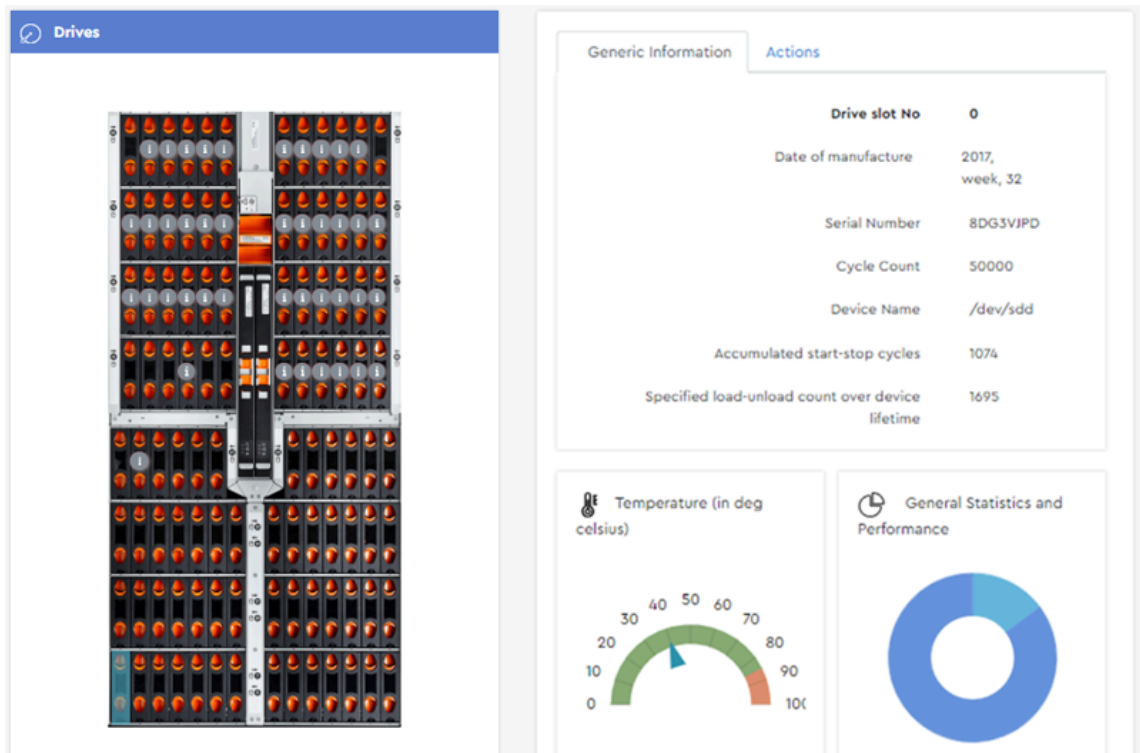 Drives
Generic Information
Actions
Drive slot No 0
Date of manufacture 2017,
week, 32
Serial Number 8DG3VJPD
Cycle Count 50000
Device Name /dev/sdd
Accumulated start-stop cycles 1074
Specified load-unload count over device 1695
lifetime
Temperature (in deg
celsius)
0
10
20
30
40
50
60
70
80
90
100
General Statistics and
Performance